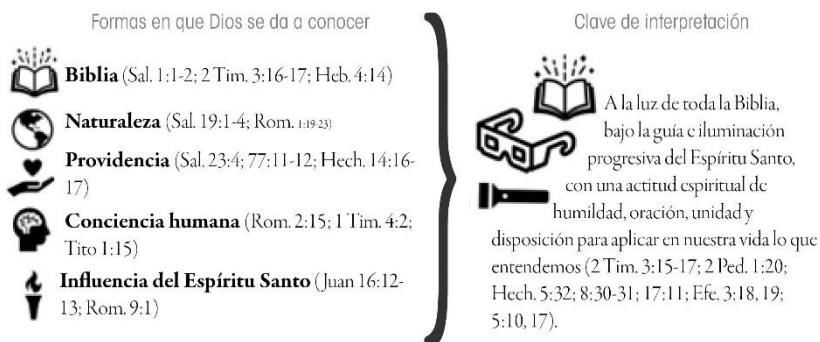 Formas en que Dios se da a conocer
Biblia (Sal. 1:1-2; 2 Tim. 3:16-17; Heb. 4:14)
Naturaleza (Sal. 19:1-4; Rom. 1:19-23)
Providencia (Sal. 23:4; 77:11-12; Hech. 14:16-
17)
Conciencia humana (Rom. 2:15; 1 Tim. 4:2;
Tito 1:15)
Influencia del Espíritu Santo (Juan 16:12-
13; Rom. 9:1)
Clave de interpretación
A la luz de toda la Biblia,
bajo la guía e iluminación
progresiva del Espíritu Santo,
con una actitud espiritual de
humildad, oración, unidad y
disposición para aplicar en nuestra vida lo que
entendemos (2 Tim. 3:15-17; 2 Ped. 1:20;
Hech. 5:32; 8:30-31; 17:11; Efe. 3:18, 19;
5:10, 17).